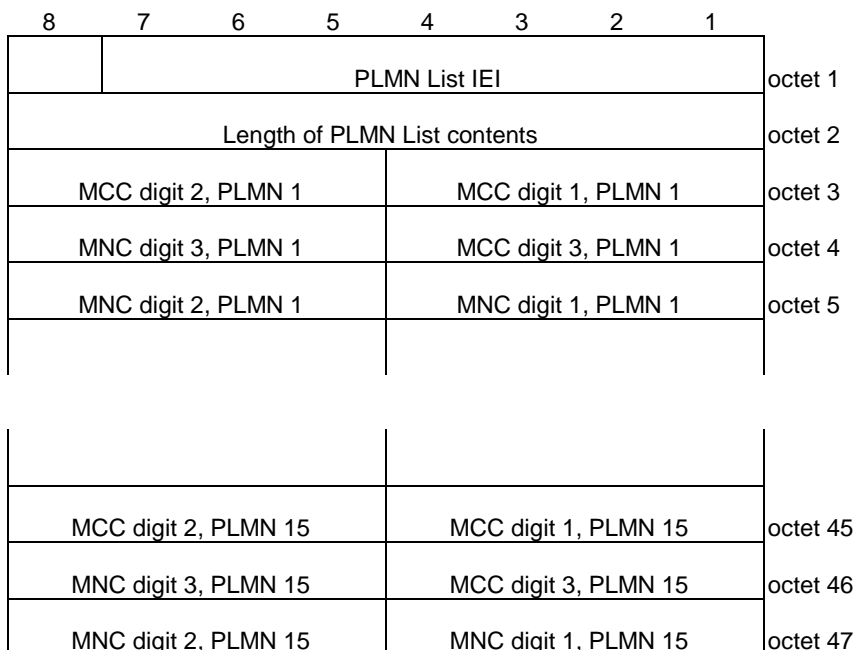 8 7 6 5 4 3 2 1
PLMN List IEI octet 1
Length of PLMN List contents octet 2
MCC digit 2, PLMN 1 MCC digit 1, PLMN 1 octet 3
MNC digit 3, PLMN 1 MCC digit 3, PLMN 1 octet 4
MNC digit 2, PLMN 1 MNC digit 1, PLMN 1 octet 5
MCC digit 2, PLMN 15 MCC digit 1, PLMN 15 octet 45
MNC digit 3, PLMN 15 MCC digit 3, PLMN 15 octet 46
MNC digit 2, PLMN 15 MNC digit 1, PLMN 15 octet 47